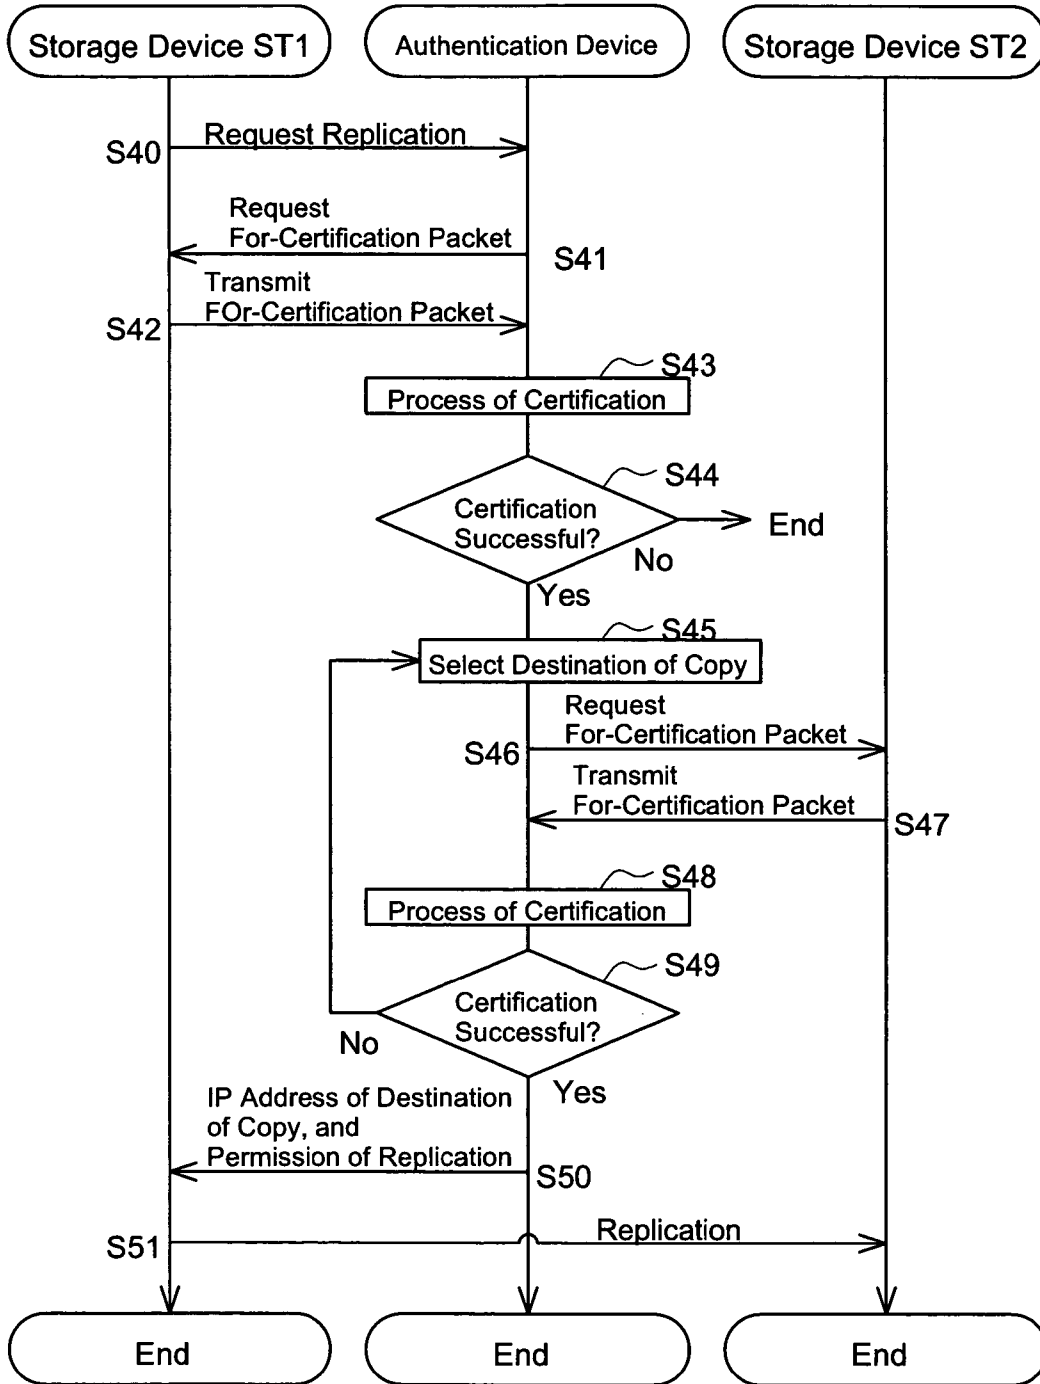 Storage Device ST1
Authentication Device
Storage Device ST2
Request Replication
S40
Request
For-Certification Packet
S41
Transmit
FOr-Certification Packet
S42
S43
Process of Certification
S44
Certification
Successful?
End
No
Yes
S45
Select Destination of Copy
Request
For-Certification Packet
S46
Transmit
For-Certification Packet
S47
S48
Process of Certification
S49
Certification
Successful?
No
Yes
IP Address of Destination
of Copy, and
Permission of Replication
S50
Replication
S51
End
End
End